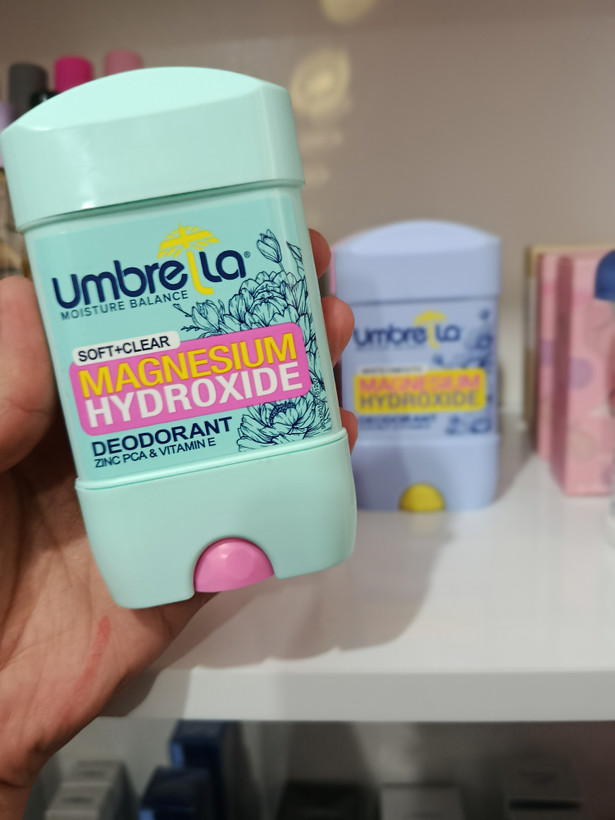 Umbrella®
MOISTURE BALANCE
SOFT+CLEAR
MAGNESIUM
HYDROXIDE
DEODORANT
ZINC PCA & VITAMIN E
Umbrella
MAGNESIUM
HYDROXIDE
DEODORANT